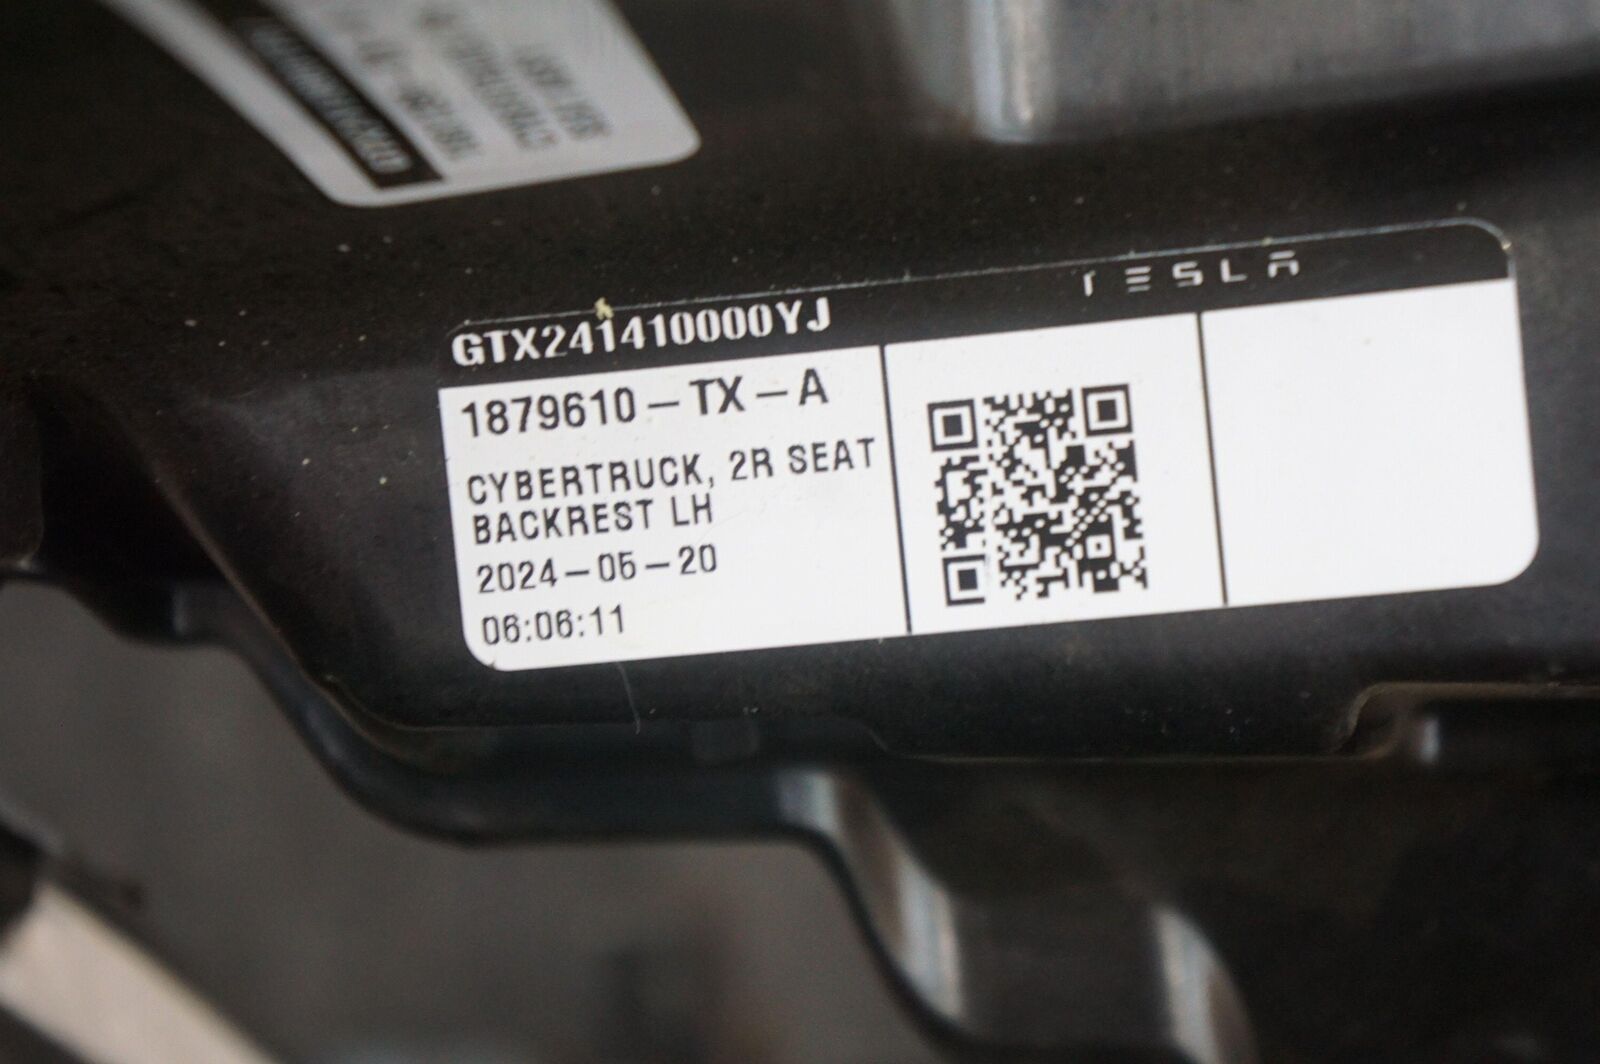 TESLA
GTX241410000YJ
1879610-TX-A
CYBERTRUCK, 2R SEAT
BACKREST LH
2024-05-20
06:06:11